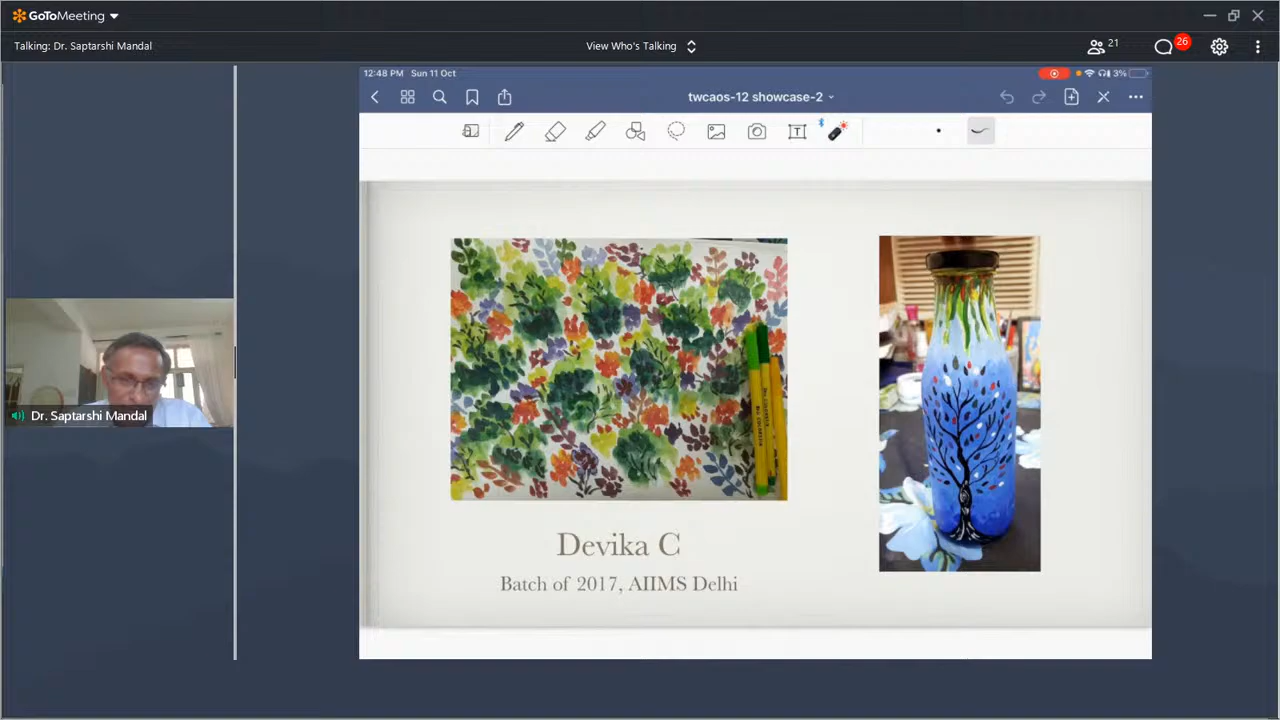 GoToMeeting
Talking: Dr. Saptarshi Mandal
View Who's Talking
21
26
12:48 PM Sun 11 Oct
3%
twcaos-12 showcase-2
T
Devika C
Batch of 2017, AIIMS Delhi
Dr. Saptarshi Mandal